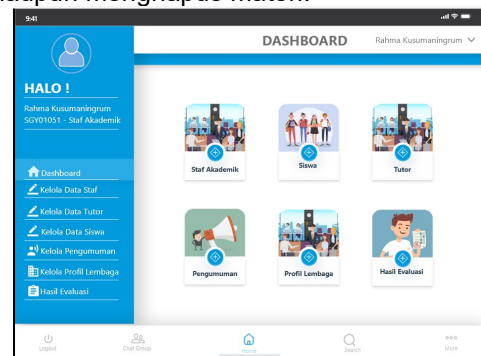 maupun menghapus materi.
9:41
DASHBOARD
Rahma Kusumaningrum
HALO !
Rahma Kusumaningrum
SGY01051 - Staf Akademik
Dashboard
Kelola Data Staf
Kelola Data Tutor
Kelola Data Siswa
Kelola Pengumuman
Kelola Profil Lembaga
Hasil Evaluasi
Staf Akademik
Siswa
Tutor
Pengumuman
Profil Lembaga
Hasil Evaluasi
Logout
Chat Group
Home
Search
More